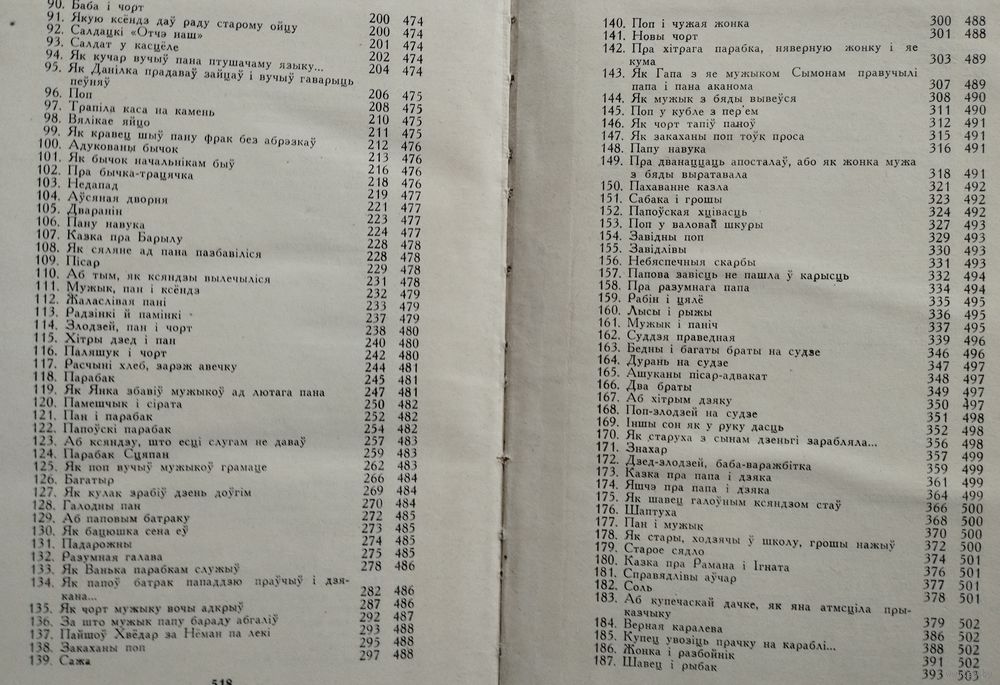 90. Баба і чорт 200 474
91. Якую ксёндз даў раду старому ойцу 200 474
92. Салдацкі «Отчэ наш» 201 474
93. Салдат у касцёле 202 474
94. Як кучар вучыў пана птушачаму языку... 204 474
95. Як Данілка прадаваў зайцаў і вучыў гаварыць
пеўняў 206 475
96. Поп 208 475
97. Трапіла каса на камень 210 475
98. Вялікае яйцо 211 475
99. Як кравец шыў пану фрак без абрэзкаў 212 476
100. Адукованы бычок 213 476
101. Як бычок начальнікам быў 216 476
102. Пра бычка-трацячка 218 476
103. Недапад 219 477
104. Аўсяная дворня 221 477
105. Дваранін 223 477
106. Пану навука 224 477
107. Казка пра Барылу 228 478
108. Як сяляне ад пана пазбавіліся 228 478
109. Пісар 229 478
110. Аб тым, як ксяндзы вылечыліся 231 478
111. Мужык, пан і ксёндз 232 479
112. Жаласлівая пані 233 479
113. Радзінкі й памінкі 237 479
114. Злодзей, пан і чорт 238 480
115. Хітры дзед і пан 240 480
116. Паляшук і чорт 242 480
117. Расчыні хлеб, зарэж авечку 244 481
118. Парабак 245 481
119. Як Янка збавіў мужыкоў ад лютага пана 247 481
120. Памешчык і сірата 250 482
121. Пан і парабак 252 482
122. Папоўскі парабак 254 482
123. Аб ксяндзу, што есці слугам не даваў 257 483
124. Парабак Сцяпан 259 483
125. Як поп вучыў мужыкоў грамаце 262 483
126. Багатыр 266 484
127. Як кулак зрабіў дзень доўгім 269 484
128. Галодны пан 270 484
129. Аб паповым батраку 272 485
130. Як бацюшка сена еў 273 485
131. Падарожны 274 485
132. Разумная галава 275 485
133. Як Ванька парабкам служыў 278 486
134. Як папоў батрак пападдзю праўчыў і дзя-
кана... 282 486
135. Як чорт мужыку вочы адкрыў 287 486
136. За што мужык папу бараду абгаліў 292 487
137. Пайшоў Хвёдар за Нёман па лекі 293 488
138. Закаханы поп 295 488
139. Сажа 297 488
518
140. Поп і чужая жонка 300 488
141. Новы чорт 301 488
142. Пра хітрага парабка, няверную жонку і яе
кума 303 489
143. Як Гапа з яе мужыком Сымонам правучылі
папа і пана аканома 307 489
144. Як мужык з бяды вывеўся 308 490
145. Поп у кубле з пер'ем 311 490
146. Як чорт тапіў паноў 312 491
147. Як закаханы поп тоўк проса 315 491
148. Папу навука 316 491
149. Пра дванаццаць апосталаў, або як жонка мужа
з бяды выратавала 318 491
150. Пахаванне казла 321 492
151. Сабака і грошы 323 492
152. Папоўская хцівасць 324 492
153. Поп у валовай шкуры 327 493
154. Завідны поп 329 493
155. Завідлівы 330 493
156. Небяспечныя скарбы 331 493
157. Папова завісць не пашла ў карысць 332 494
158. Пра разумнага папа 334 494
159. Рабін і цялё 335 495
160. Лысы і рыжы 336 495
161. Мужык і паніч 337 495
162. Суддзя праведная 339 496
163. Бедны і багаты браты на судзе 346 496
164. Дурань на судзе 347 497
165. Ашуканы пісар-адвакат 348 497
166. Два браты 349 497
167. Аб хітрым дзяку 350 497
168. Поп-злодзей на судзе 351 498
169. Іншы сон як у руку дасць 352 498
170. Як старуха з сынам дзеньгі зарабляла... 356 498
171. Знахар 357 499
172. Дзед-злодзей, баба-варажбітка 359 499
173. Казка пра папа і дзяка 361 499
174. Яшчэ пра папа і дзяка 364 499
175. Як шавец галоўным ксяндзом стаў 366 500
176. Шаптуха 368 500
177. Пан і мужык 370 500
178. Як стары, ходзячы ў школу, грошы нажыў 372 500
179. Старое сядло 374 501
180. Казка пра Рамана і Ігната 376 501
181. Справядлівы аўчар 377 501
182. Соль 378 501
183. Аб купечаскай дачке, як яна атмсціла пры-
казчыку 379 502
184. Верная каралева 386 502
185. Купец увозіць прачку на караблі... 388 502
186. Жонка і разбойнік 391 502
187. Шавец і рыбак 393 503